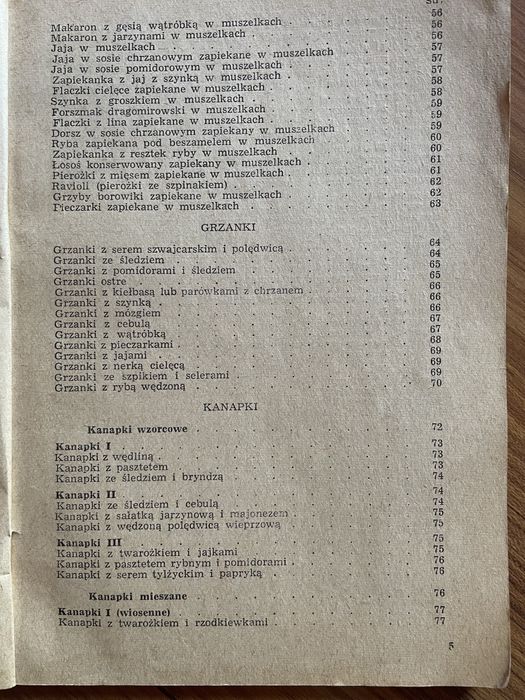 Str.
Makaron z gęsią wątróbką w muszelkach 56
Makaron z jarzynami w muszelkach 56
Jaja w muszelkach 56
Jaja w sosie chrzanowym zapiekane w muszelkach 57
Jaja w sosie pomidorowym w muszelkach 57
Zapiekanka z jaj z szynką w muszelkach 57
Flaczki cielęce zapiekane w muszelkach 58
Szynka z groszkiem w muszelkach 58
Forszmak dragomirowski w muszelkach 59
Flaczki z lina zapiekane w muszelkach 59
Dorsz w sosie chrzanowym zapiekany w muszelkach 59
Ryba zapiekana pod beszamelem w muszelkach 60
Zapiekanka z resztek ryby w muszelkach 60
Łosoś konserwowany zapiekany w muszelkach 61
Pierożki z mięsem zapiekane w muszelkach 61
Ravioli (pierożki ze szpinakiem) 62
Grzyby borowiki zapiekane w muszelkach 62
Pieczarki zapiekane w muszelkach 63
GRZANKI
Grzanki z serem szwajcarskim i polędwicą 64
Grzanki ze śledziem 64
Grzanki z pomidorami i śledziem 65
Grzanki ostre 65
Grzanki z kiełbasą lub parówkami z chrzanem 66
Grzanki z szynką 66
Grzanki z mózgiem 66
Grzanki z cebulą 67
Grzanki z wątróbką 67
Grzanki z pieczarkami 68
Grzanki z jajami 69
Grzanki z nerką cielęcą 69
Grzanki ze szpikiem i selerami 69
Grzanki z rybą wędzoną 70
KANAPKI
Kanapki wzorcowe 72
Kanapki I 73
Kanapki z wędliną 73
Kanapki z pasztetem 73
Kanapki ze śledziem i bryndzą 74
Kanapki II 74
Kanapki ze śledziem i cebulą 74
Kanapki z sałatką jarzynową i majonezem 75
Kanapki z wędzoną polędwicą wieprzową 75
Kanapki III 75
Kanapki z twarożkiem i jajkami 75
Kanapki z pasztetem rybnym i pomidorami 76
Kanapki z serem tylżyckim i papryką 76
Kanapki mieszane 76
Kanapki I (wiosenne) 77
Kanapki z twarożkiem i rzodkiewkami 77
5